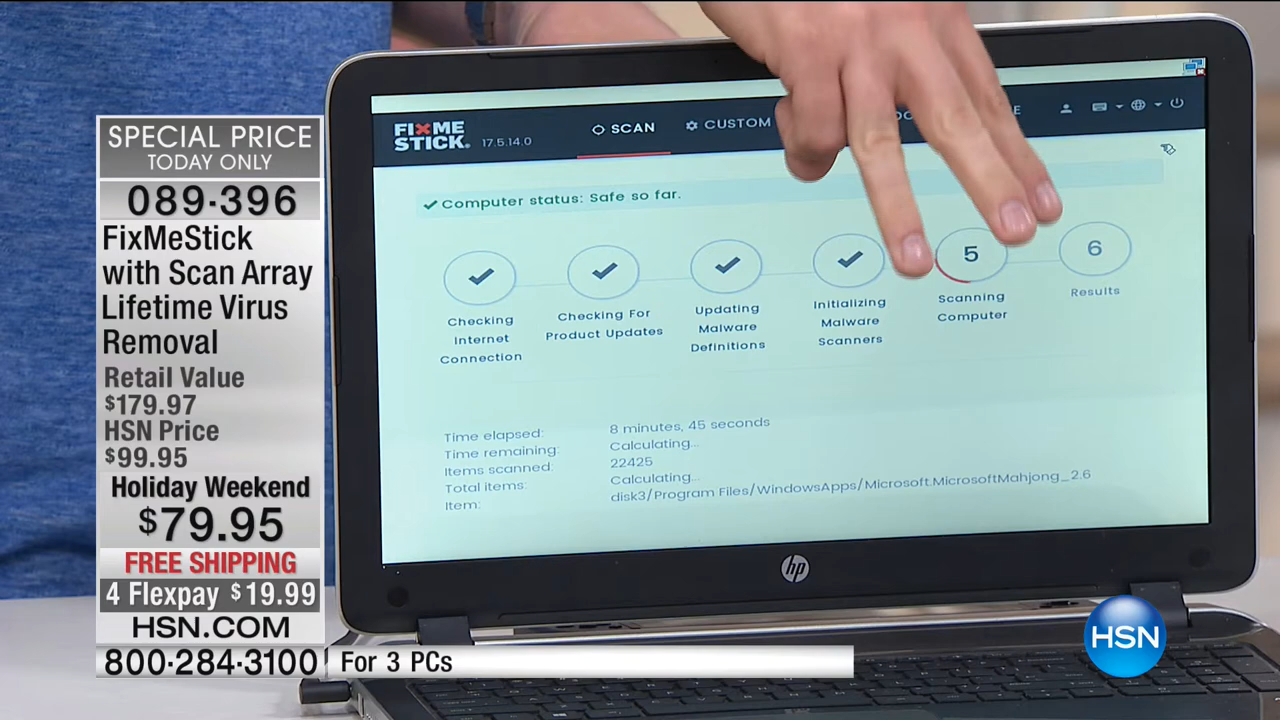 SPECIAL PRICE
TODAY ONLY
089·396
FixMeStick
with Scan Array
Lifetime Virus
Removal
Retail Value
$179.97
HSN Price
$99.95
Holiday Weekend
$79.95
FREE SHIPPING
4 Flexpay $19.99
HSN.COM
800·284·3100
For 3 PCs
FIXME
STICK.
17.5.14.0
SCAN
CUSTOM
Computer status: Safe so far.
5
6
Checking
Internet
Connection
Checking For
Product Updates
Updating
Malware
Definitions
Initializing
Malware
Scanners
Scanning
Computer
Results
Time elapsed: 8 minutes, 45 seconds
Time remaining: Calculating...
Items scanned: 22425
Total items: Calculating...
Item: disk3/Program Files/WindowsApps/Microsoft.MicrosoftMahjong_2.6
hp
HSN